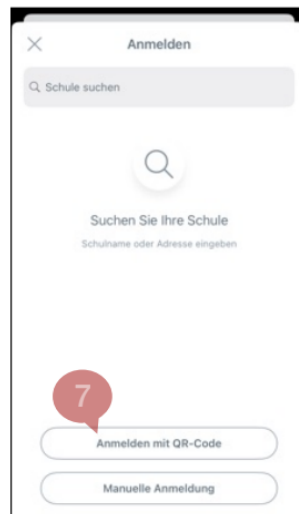 Anmelden
Schule suchen
Suchen Sie Ihre Schule
Schulname oder Adresse eingeben
7
Anmelden mit QR-Code
Manuelle Anmeldung